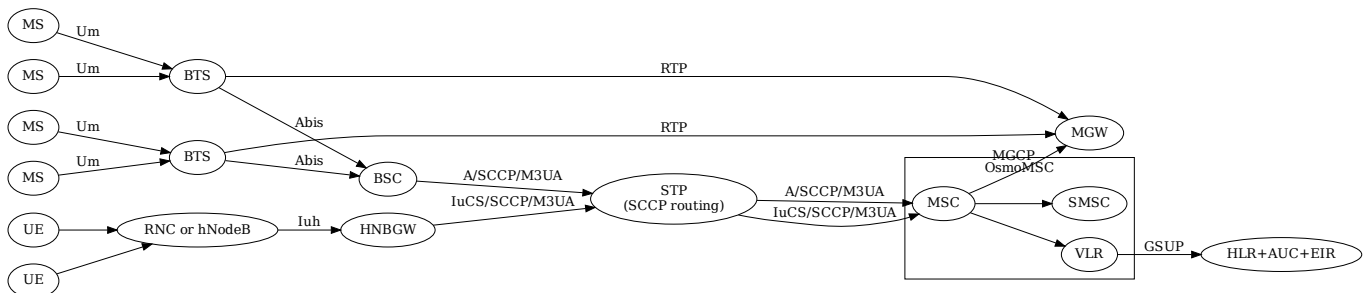 MS
Um
MS
Um
BTS
RTP
MS
Um
Abis
RTP
MGW
MS
Um
BTS
Abis
BSC
A/SCCP/M3UA
STP
(SCCP routing)
A/SCCP/M3UA
MGCP
OsmoMSC
MSC
SMSC
UE
RNC or hNodeB
Iuh
HNBGW
IuCS/SCCP/M3UA
IuCS/SCCP/M3UA
VLR
GSUP
HLR+AUC+EIR
UE